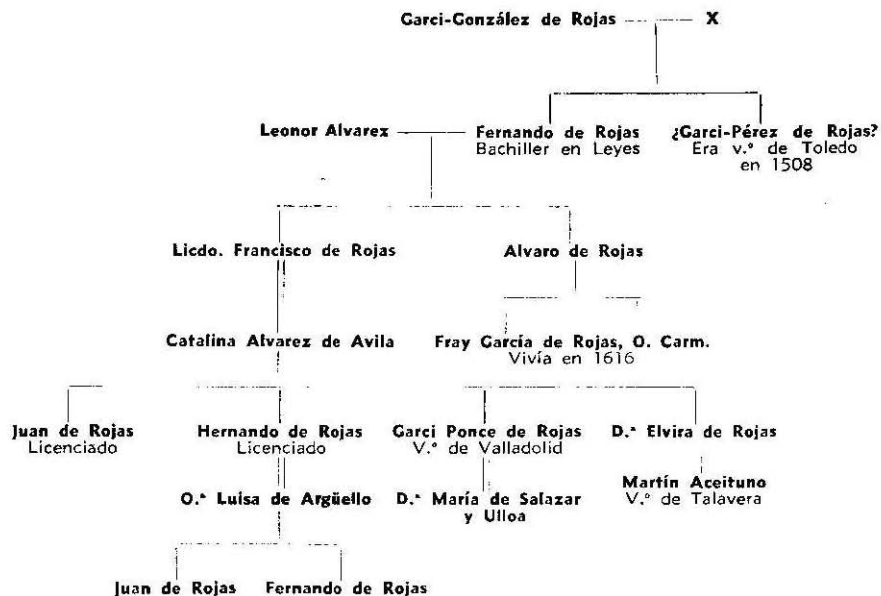 Garci-González de Rojas X
Leonor Alvarez Fernando de Rojas ¿Garci-Pérez de Rojas?
Bachiller en Leyes Era v.º de Toledo
en 1508
Licdo. Francisco de Rojas Alvaro de Rojas
Catalina Alvarez de Avila Fray García de Rojas, O. Carm.
Vivía en 1616
Juan de Rojas Hernando de Rojas Garci Ponce de Rojas D.ª Elvira de Rojas
Licenciado Licenciado V.º de Valladolid
O.ª Luisa de Argüello D.ª María de Salazar Martín Aceituno
y Ulloa V.º de Talavera
Juan de Rojas Fernando de Rojas